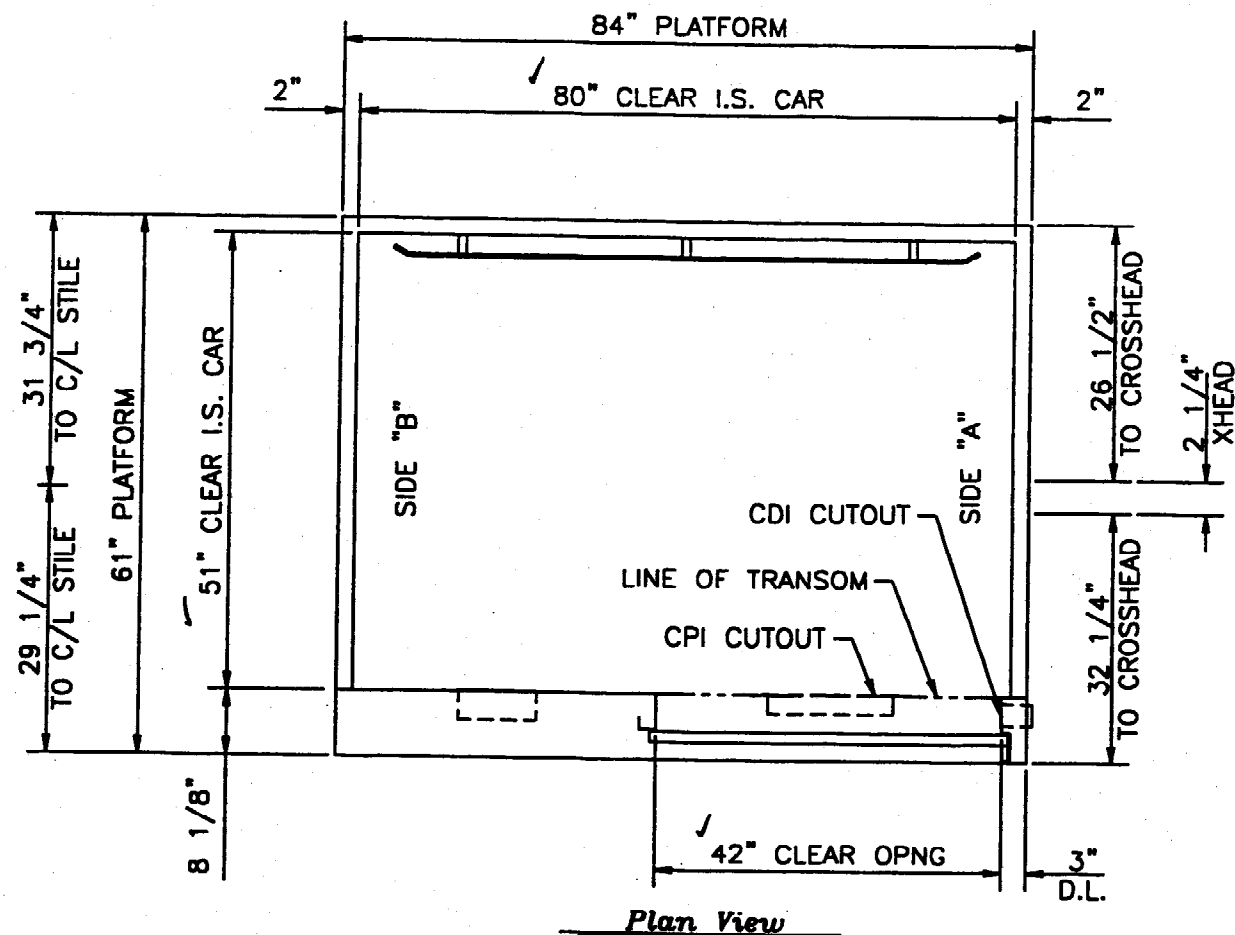 84" PLATFORM
2"
80" CLEAR I.S. CAR
2"
31 3/4"
TO C/L STILE
29 1/4"
TO C/L STILE
61" PLATFORM
51" CLEAR I.S. CAR
8 1/8"
SIDE "B"
SIDE "A"
26 1/2"
TO CROSSHEAD
2 1/4"
XHEAD
32 1/4"
TO CROSSHEAD
CDI CUTOUT
LINE OF TRANSOM
CPI CUTOUT
42" CLEAR OPNG
3"
D.L.
Plan View